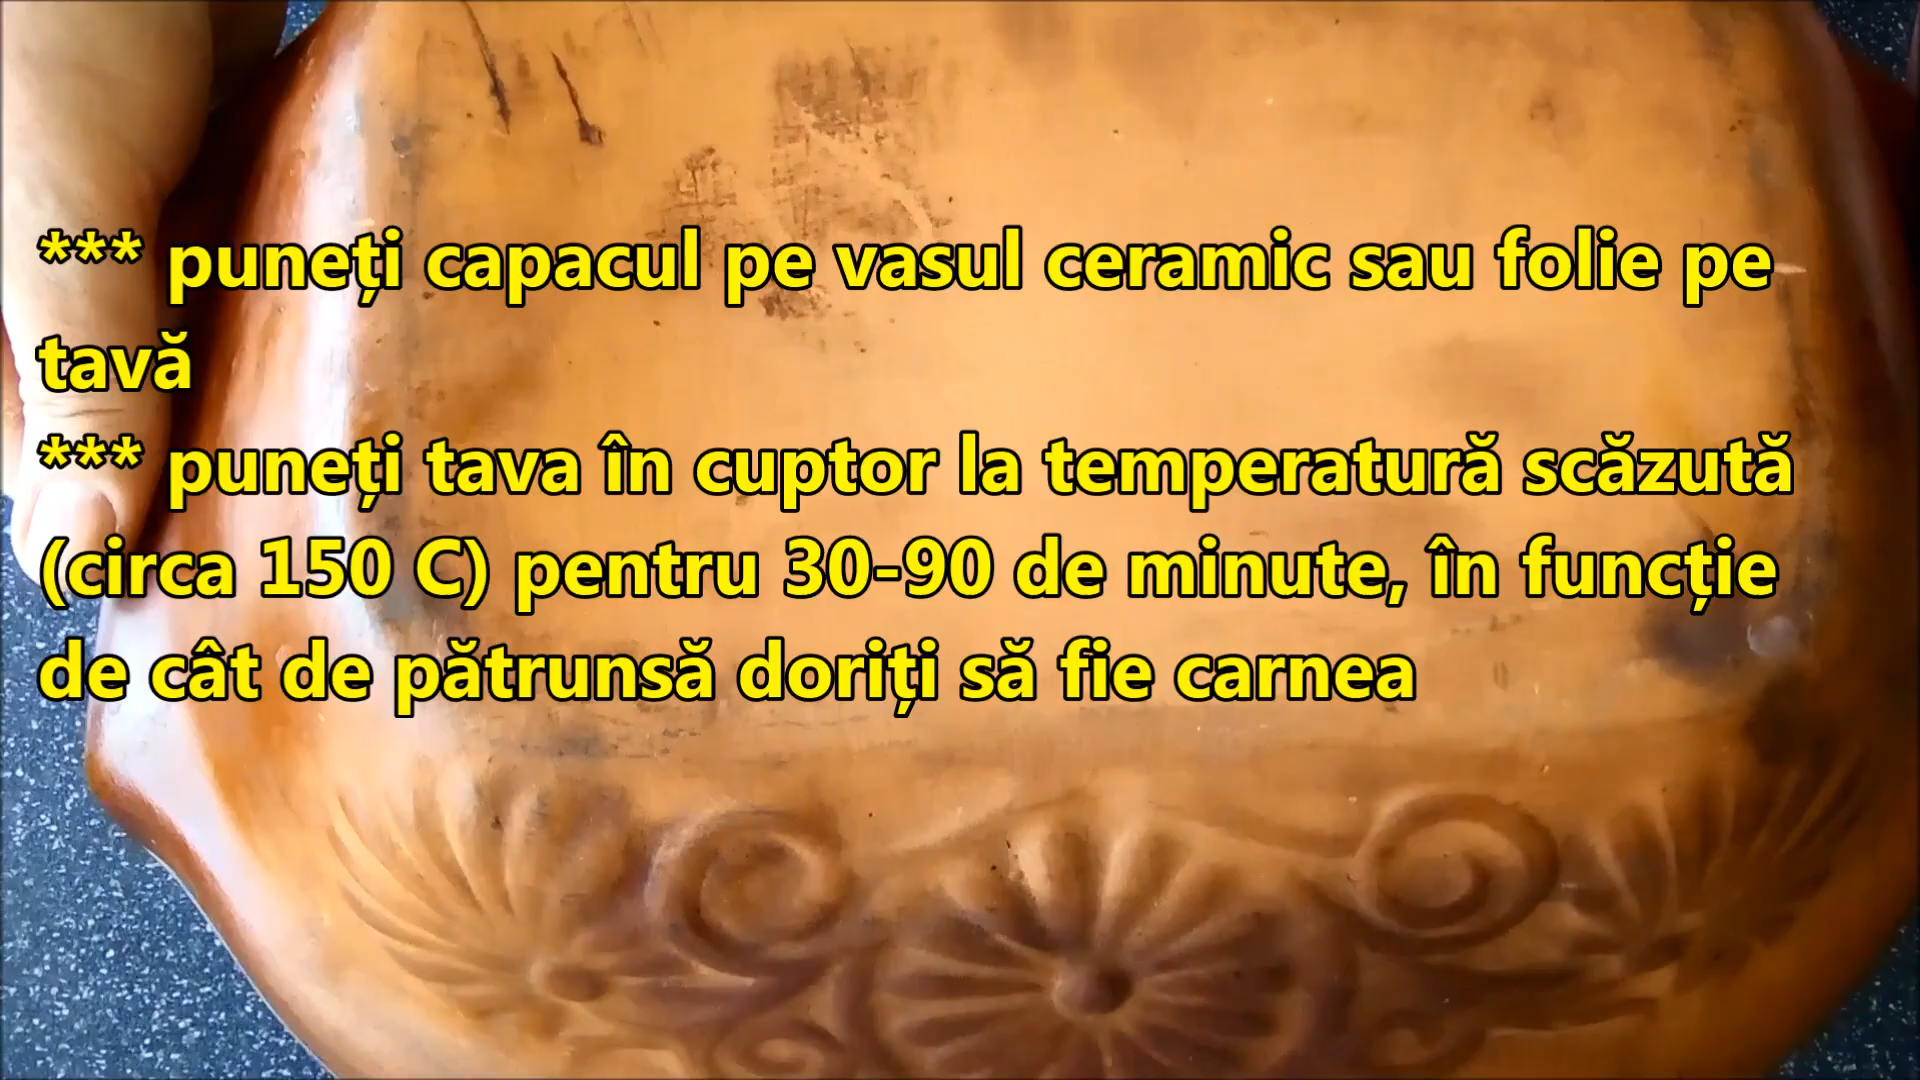 *** puneți capacul pe vasul ceramic sau folie pe
tavă
*** puneți tava în cuptor la temperatură scăzută
(circa 150 C) pentru 30-90 de minute, în funcție
de cât de pătrunsă doriți să fie carnea